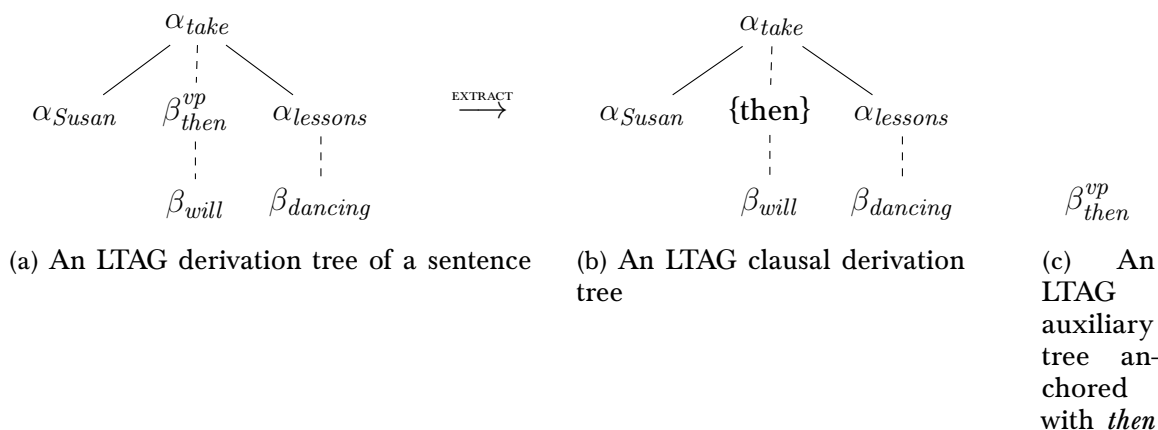 α_take α_take
α_Susan β^vp_then α_lessons EXTRACT ⟶ α_Susan {then} α_lessons
β_will β_dancing β_will β_dancing β^vp_then
(a) An LTAG derivation tree of a sentence
(b) An LTAG clausal derivation
tree
(c) An
LTAG
auxiliary
tree an-
chored
with then